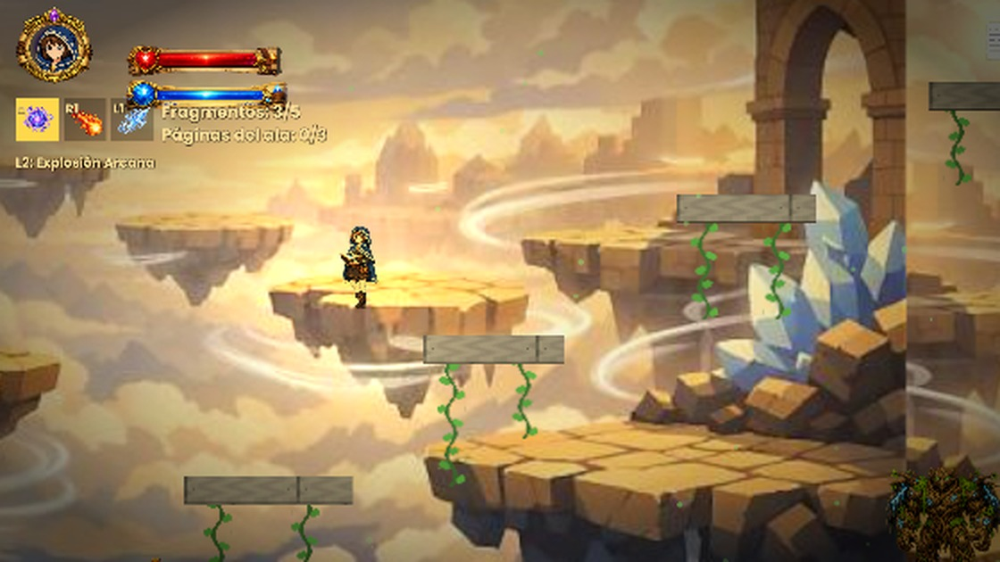 R1
L1
Fragmentos: 3/5
Páginas del ala: 0/3
L2: Explosión Arcana